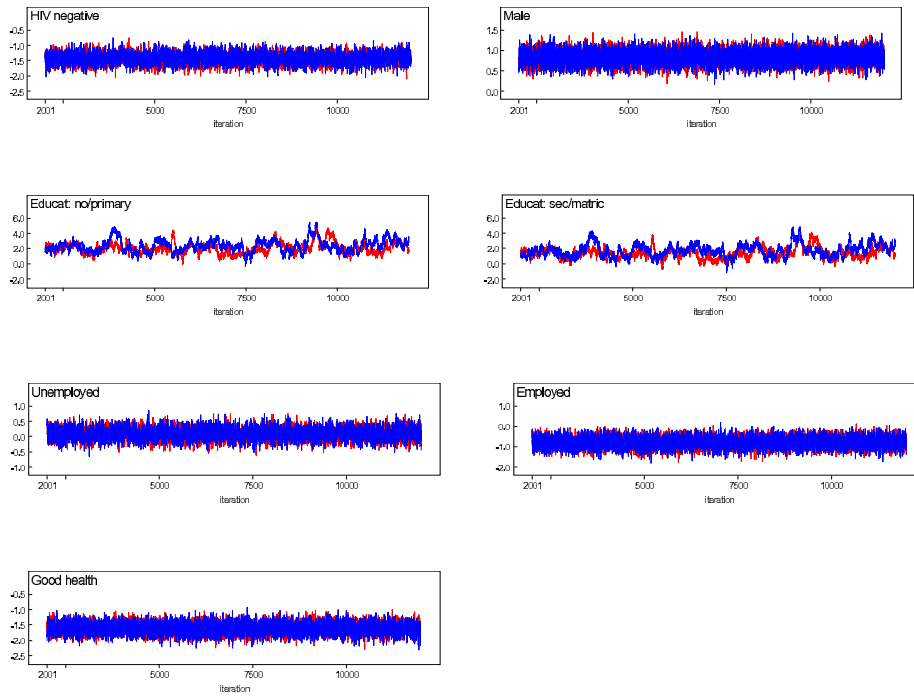 HIV negative
-0.5
-1.0
-1.5
-2.0
-2.5
2001 5000 7500 10000
iteration
Male
1.5
1.0
0.5
0.0
2001 5000 7500 10000
iteration
Educat: no/primary
6.0
4.0
2.0
0.0
-2.0
2001 5000 7500 10000
iteration
Educat: sec/matric
6.0
4.0
2.0
0.0
-2.0
2001 5000 7500 10000
iteration
Unemployed
1.0
0.5
0.0
-0.5
-1.0
2001 5000 7500 10000
iteration
Employed
1.0
0.0
-1.0
-2.0
2001 5000 7500 10000
iteration
Good health
-0.5
-1.0
-1.5
-2.0
-2.5
2001 5000 7500 10000
iteration